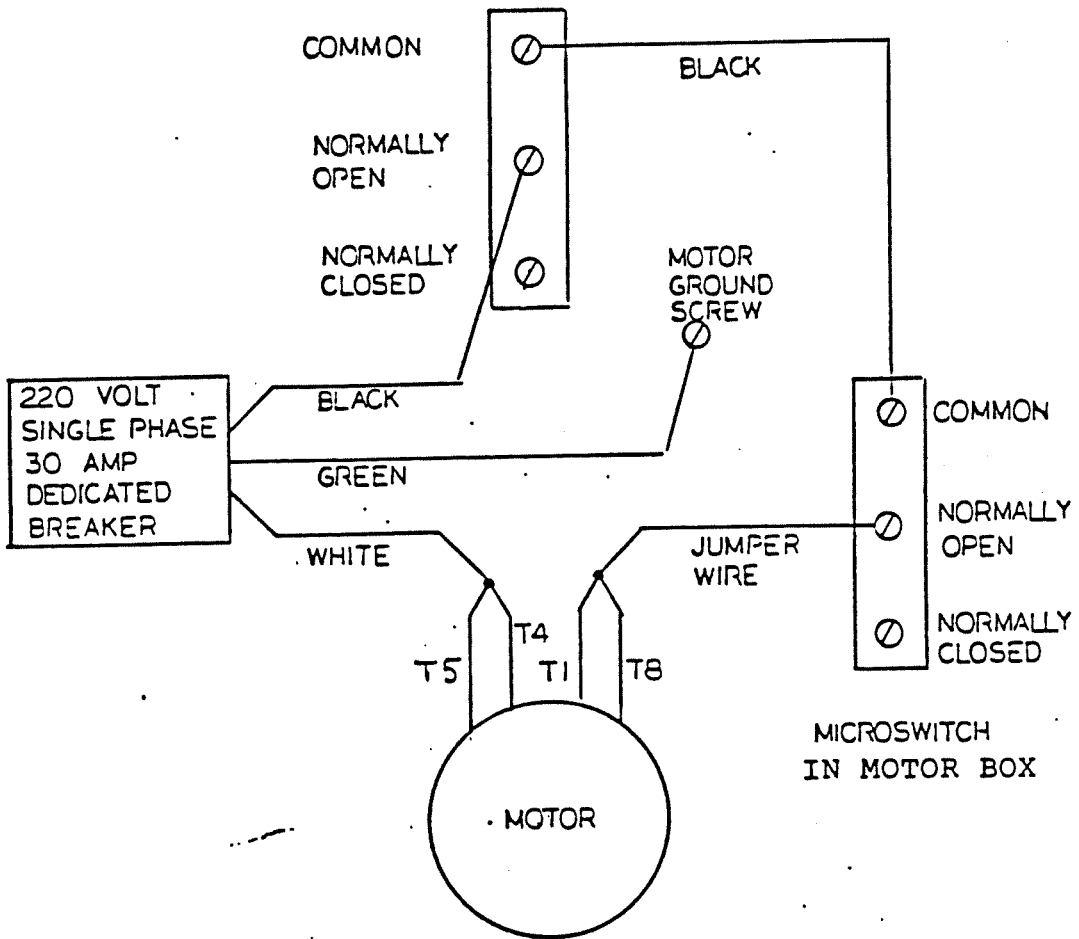 COMMON
BLACK
NORMALLY
OPEN
NORMALLY
CLOSED
MOTOR
GROUND
SCREW
220 VOLT
SINGLE PHASE
30 AMP
DEDICATED
BREAKER
BLACK
GREEN
WHITE
COMMON
NORMALLY
OPEN
JUMPER
WIRE
NORMALLY
CLOSED
T5
T4
T1
T8
MICROSWITCH
IN MOTOR BOX
MOTOR